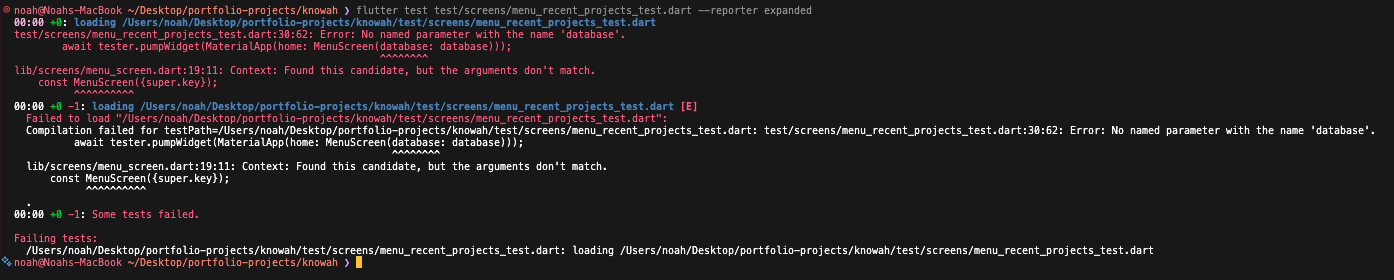 noah@Noahs-MacBook ~/Desktop/portfolio-projects/knowah ❯ flutter test test/screens/menu_recent_projects_test.dart --reporter expanded
00:00 +0: loading /Users/noah/Desktop/portfolio-projects/knowah/test/screens/menu_recent_projects_test.dart
test/screens/menu_recent_projects_test.dart:30:62: Error: No named parameter with the name 'database'.
        await tester.pumpWidget(MaterialApp(home: MenuScreen(database: database)));
                                                             ^^^^^^^^
lib/screens/menu_screen.dart:19:11: Context: Found this candidate, but the arguments don't match.
    const MenuScreen({super.key});
          ^^^^^^^^^^
00:00 +0 -1: loading /Users/noah/Desktop/portfolio-projects/knowah/test/screens/menu_recent_projects_test.dart [E]
  Failed to load "/Users/noah/Desktop/portfolio-projects/knowah/test/screens/menu_recent_projects_test.dart":
  Compilation failed for testPath=/Users/noah/Desktop/portfolio-projects/knowah/test/screens/menu_recent_projects_test.dart: test/screens/menu_recent_projects_test.dart:30:62: Error: No named parameter with the name 'database'.
          await tester.pumpWidget(MaterialApp(home: MenuScreen(database: database)));
                                                               ^^^^^^^^
  lib/screens/menu_screen.dart:19:11: Context: Found this candidate, but the arguments don't match.
      const MenuScreen({super.key});
            ^^^^^^^^^^
  .
00:00 +0 -1: Some tests failed.

Failing tests:
  /Users/noah/Desktop/portfolio-projects/knowah/test/screens/menu_recent_projects_test.dart: loading /Users/noah/Desktop/portfolio-projects/knowah/test/screens/menu_recent_projects_test.dart
noah@Noahs-MacBook ~/Desktop/portfolio-projects/knowah ❯